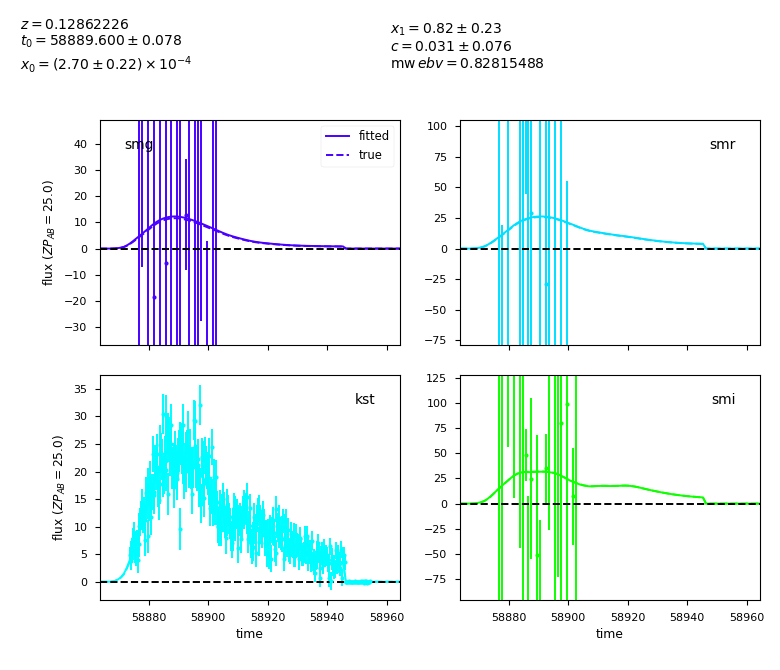 z = 0.12862226
t₀ = 58889.600 ± 0.078
x₀ = (2.70 ± 0.22) × 10⁻⁴
x₁ = 0.82 ± 0.23
c = 0.031 ± 0.076
mw ebv = 0.82815488
smg
fitted
true
40
30
20
10
0
−10
−20
−30
flux (ZP_AB = 25.0)
smr
100
75
50
25
0
−25
−50
−75
kst
35
30
25
20
15
10
5
0
flux (ZP_AB = 25.0)
58880 58900 58920 58940 58960
time
smi
125
100
75
50
25
0
−25
−50
−75
58880 58900 58920 58940 58960
time